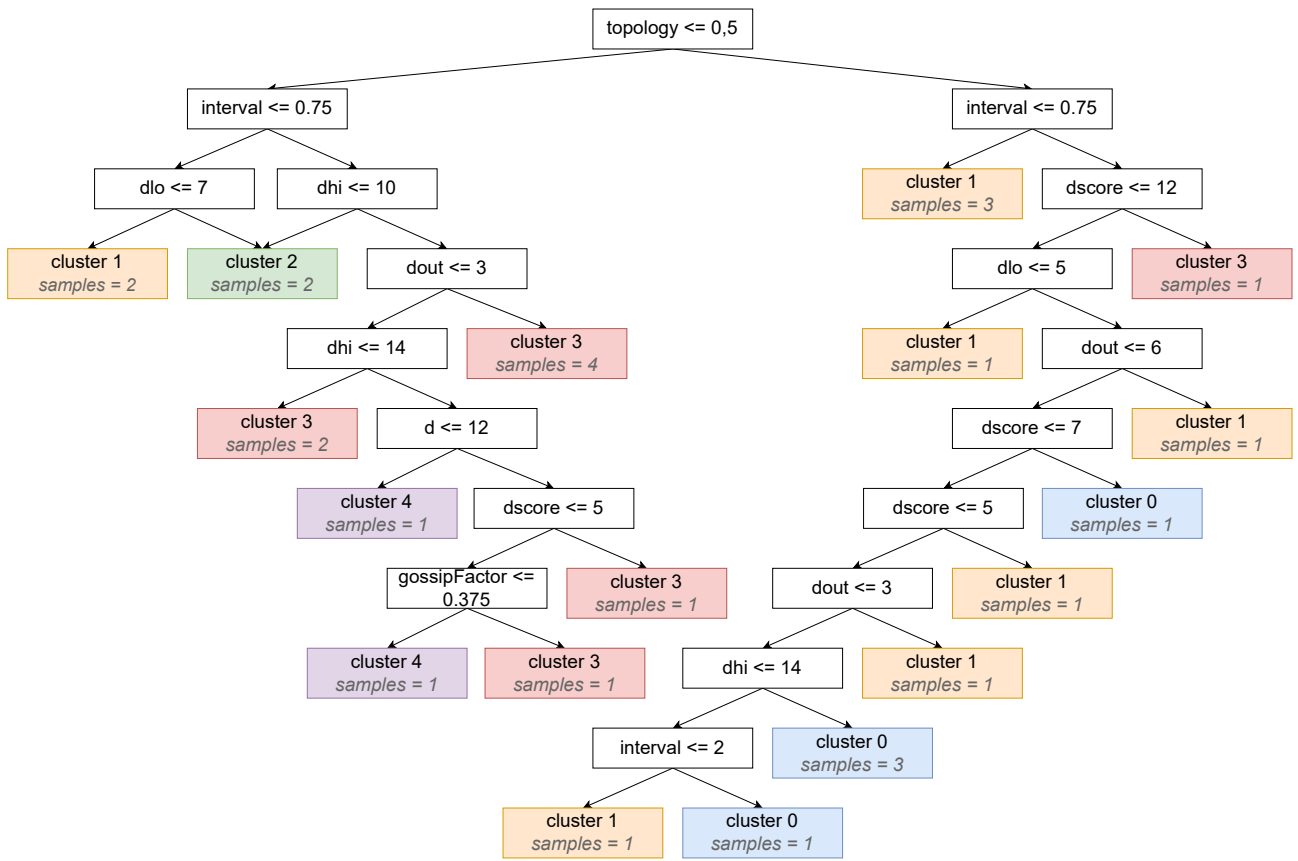 topology <= 0,5
interval <= 0.75
interval <= 0.75
dlo <= 7
dhi <= 10
cluster 1
samples = 3
dscore <= 12
cluster 1
samples = 2
cluster 2
samples = 2
dout <= 3
dlo <= 5
cluster 3
samples = 1
dhi <= 14
cluster 3
samples = 4
cluster 1
samples = 1
dout <= 6
cluster 3
samples = 2
d <= 12
dscore <= 7
cluster 1
samples = 1
cluster 4
samples = 1
dscore <= 5
dscore <= 5
cluster 0
samples = 1
gossipFactor <=
0.375
cluster 3
samples = 1
dout <= 3
cluster 1
samples = 1
cluster 4
samples = 1
cluster 3
samples = 1
dhi <= 14
cluster 1
samples = 1
interval <= 2
cluster 0
samples = 3
cluster 1
samples = 1
cluster 0
samples = 1